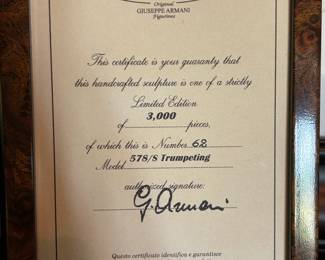 Original
GIUSEPPE ARMANI
Figurines
This certificate is your guaranty that
this handcrafted sculpture is one of a strictly
Limited Edition
of 3,000 pieces,
of which this is Number 62
Model 578/S Trumpeting
authorized signature:
G. Armani
Questo certificato identifica e garantisce